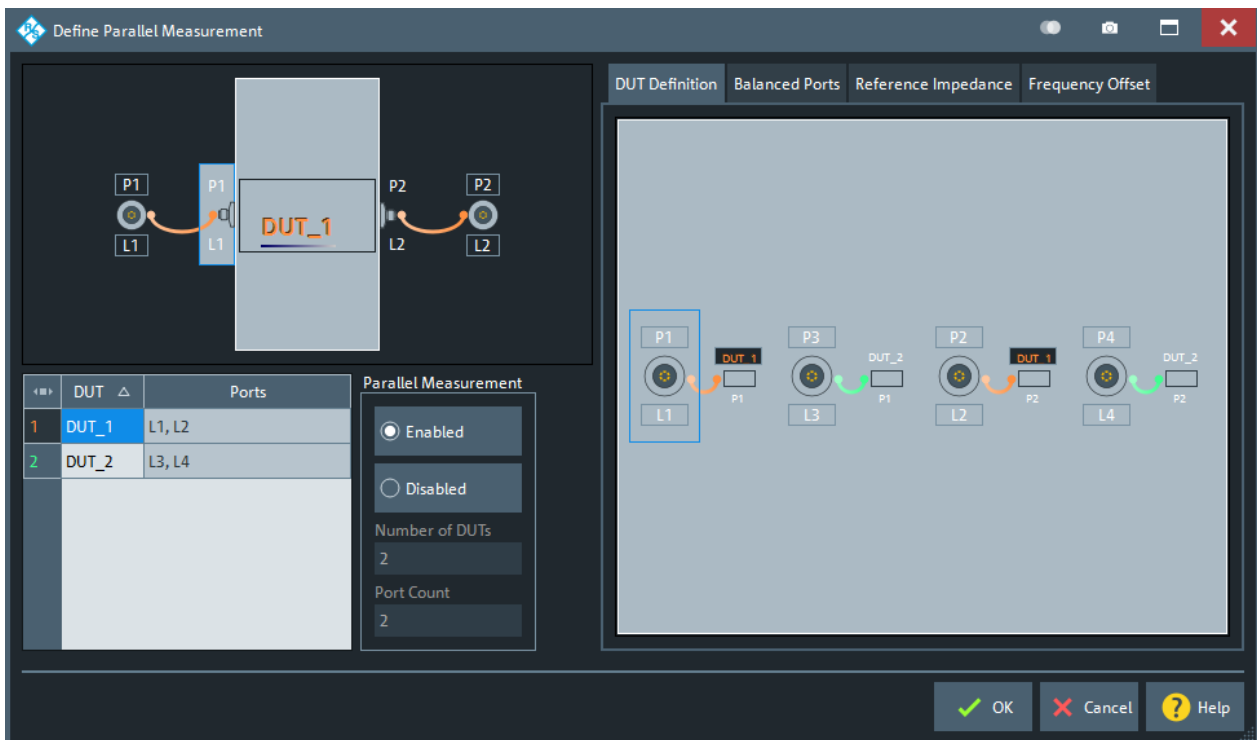 Define Parallel Measurement
P1
L1
P1
L1
DUT_1
P2
L2
P2
L2
DUT
Ports
1
DUT_1
L1, L2
2
DUT_2
L3, L4
Parallel Measurement
Enabled
Disabled
Number of DUTs
2
Port Count
2
DUT Definition
Balanced Ports
Reference Impedance
Frequency Offset
P1
L1
DUT_1
P1
P3
L3
DUT_2
P1
P2
L2
DUT_1
P2
P4
L4
DUT_2
P2
OK
Cancel
? Help